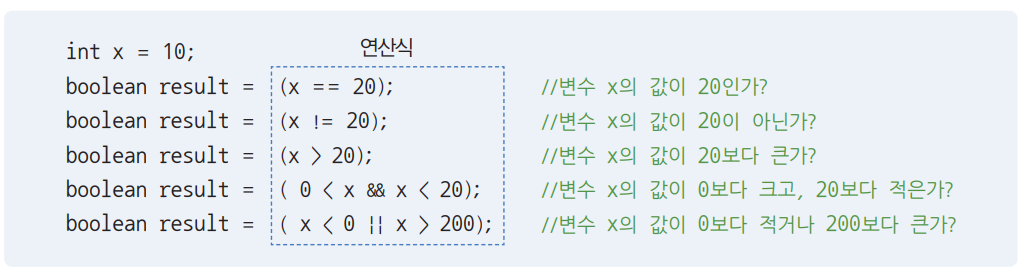 int x = 10;
연산식
boolean result = (x == 20); //변수 x의 값이 20인가?
boolean result = (x != 20); //변수 x의 값이 20이 아닌가?
boolean result = (x > 20); //변수 x의 값이 20보다 큰가?
boolean result = ( 0 < x && x < 20); //변수 x의 값이 0보다 크고, 20보다 적은가?
boolean result = ( x < 0 || x > 200); //변수 x의 값이 0보다 적거나 200보다 큰가?